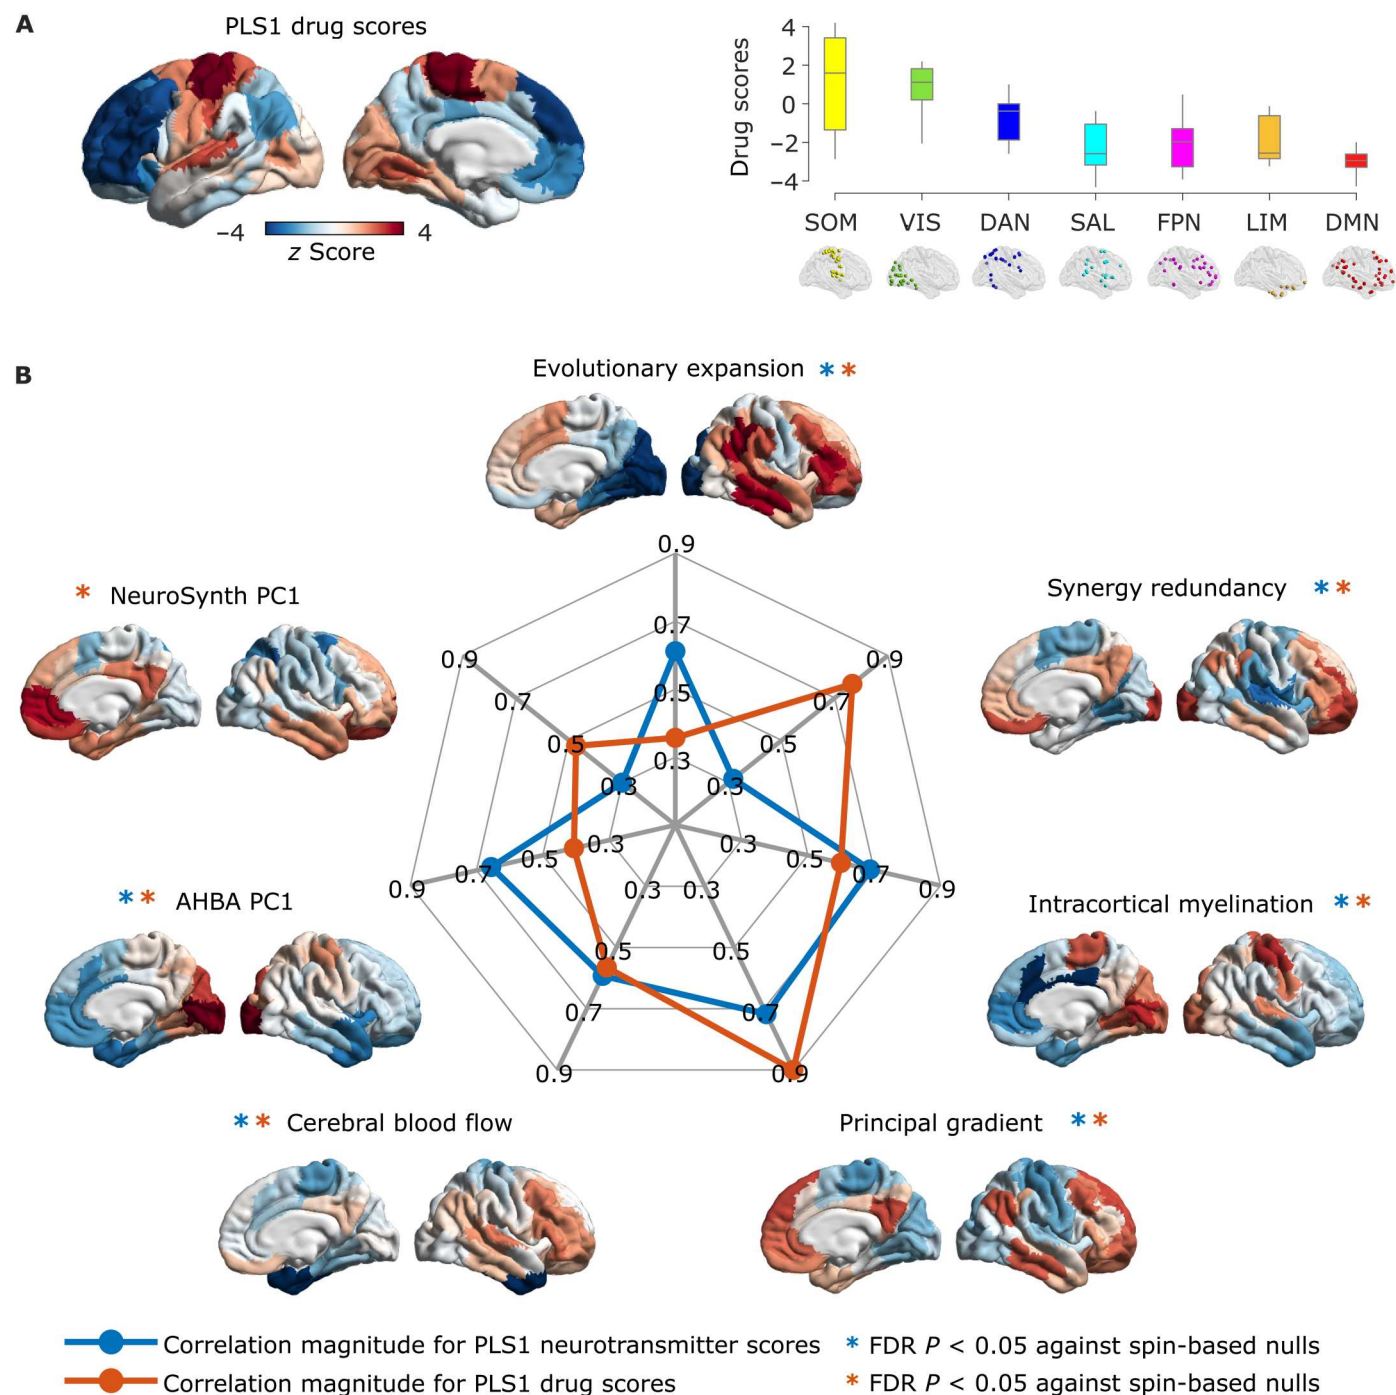 A
PLS1 drug scores
−4
4
z Score
Drug scores
4
2
0
−2
−4
SOM VIS DAN SAL FPN LIM DMN
B
Evolutionary expansion **
* NeuroSynth PC1
Synergy redundancy **
** AHBA PC1
Intracortical myelination **
** Cerebral blood flow
Principal gradient **
0.9
0.7
0.5
0.3
0.9
0.7
0.5
0.3
0.9
0.7
0.5
0.3
0.9
0.7
0.5
0.3
0.9
0.7
0.5
0.3
0.9
0.7
0.5
0.3
0.9
0.7
0.5
0.3
Correlation magnitude for PLS1 neurotransmitter scores
* FDR P < 0.05 against spin-based nulls
Correlation magnitude for PLS1 drug scores
* FDR P < 0.05 against spin-based nulls